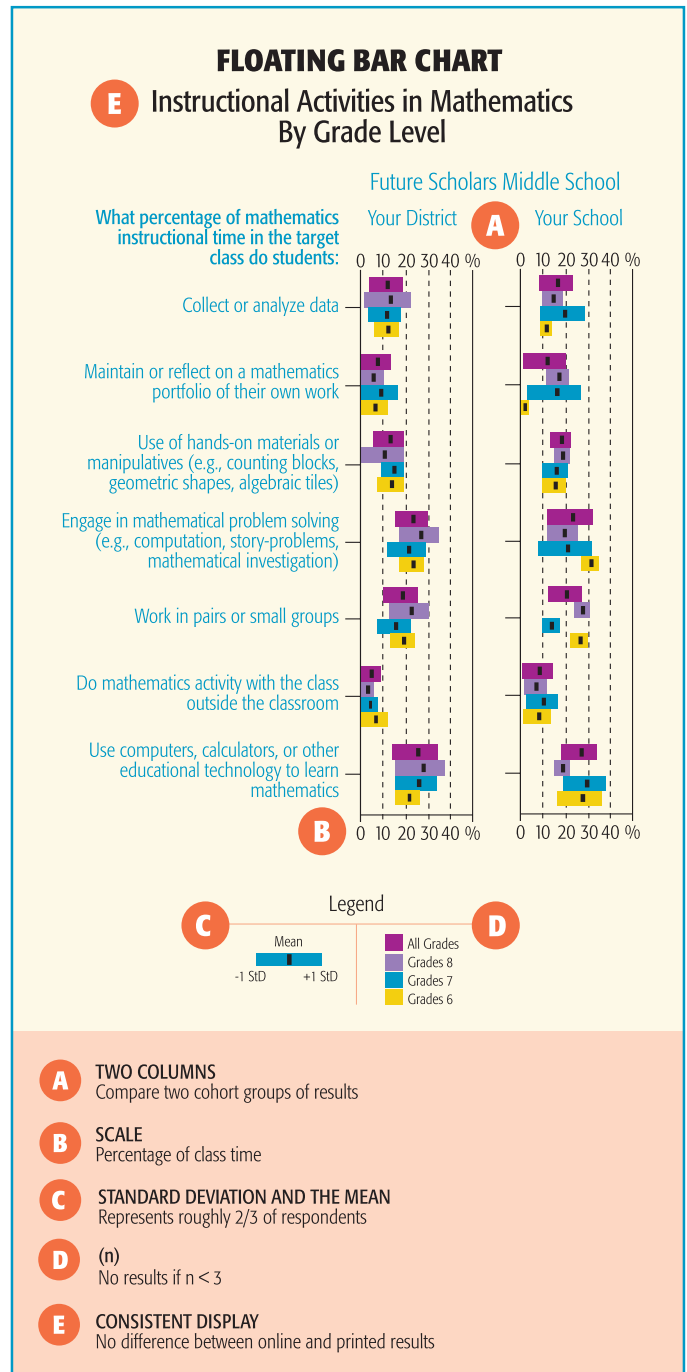 FLOATING BAR CHART
E Instructional Activities in Mathematics
By Grade Level
Future Scholars Middle School
What percentage of mathematics
instructional time in the target
class do students:
Your District
A
Your School
0 10 20 30 40 %
0 10 20 30 40 %
Collect or analyze data
Maintain or reflect on a mathematics
portfolio of their own work
Use of hands-on materials or
manipulatives (e.g., counting blocks,
geometric shapes, algebraic tiles)
Engage in mathematical problem solving
(e.g., computation, story-problems,
mathematical investigation)
Work in pairs or small groups
Do mathematics activity with the class
outside the classroom
Use computers, calculators, or other
educational technology to learn
mathematics
B
0 10 20 30 40 %
0 10 20 30 40 %
Legend
C
D
Mean
-1 StD +1 StD
All Grades
Grades 8
Grades 7
Grades 6
A TWO COLUMNS
Compare two cohort groups of results
B SCALE
Percentage of class time
C STANDARD DEVIATION AND THE MEAN
Represents roughly 2/3 of respondents
D (n)
No results if n < 3
E CONSISTENT DISPLAY
No difference between online and printed results